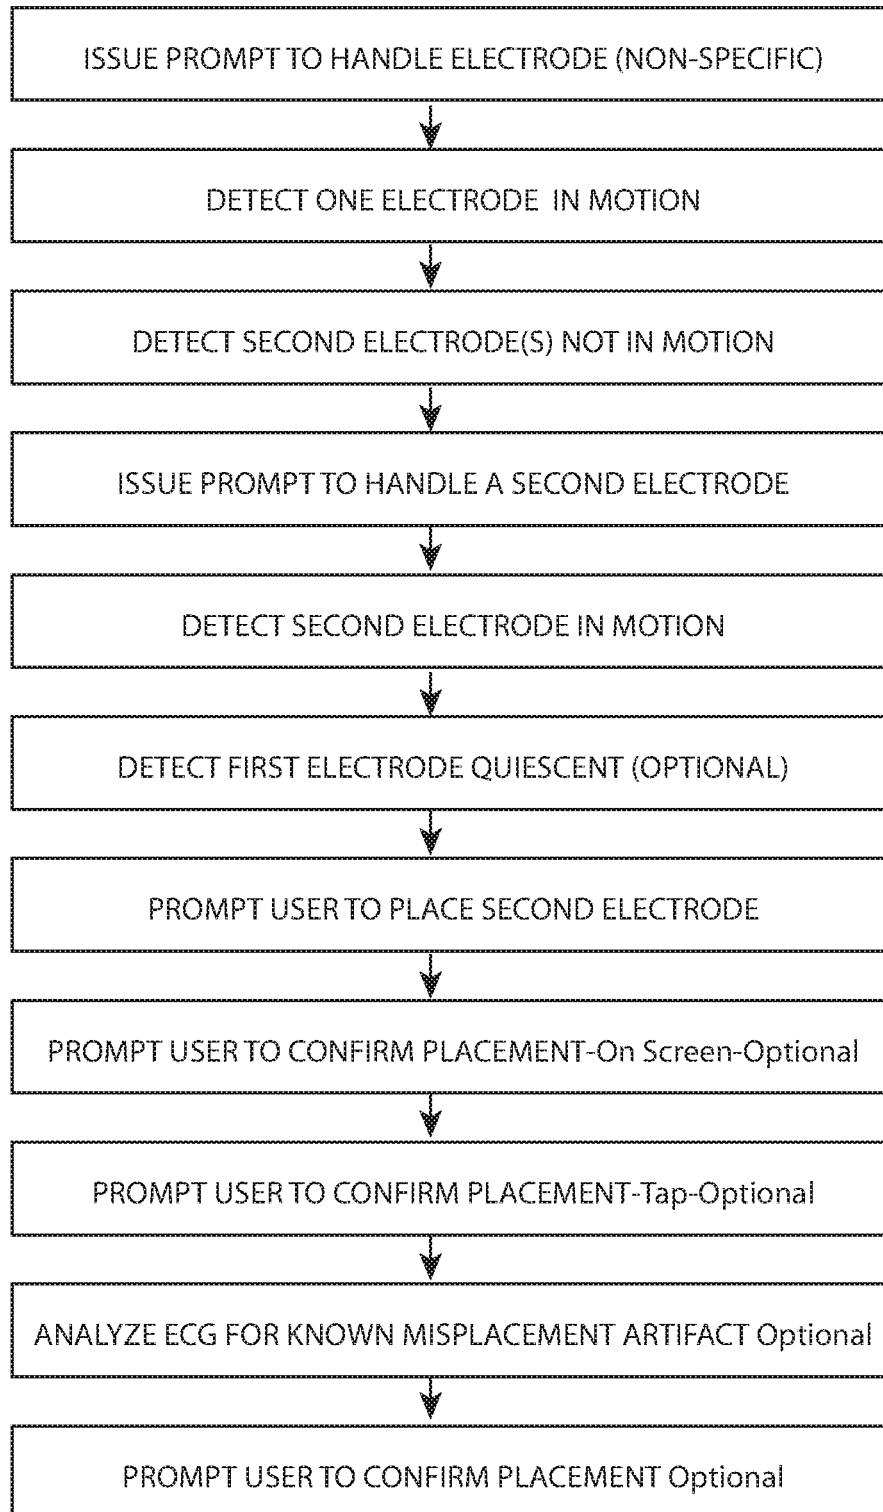 ISSUE PROMPT TO HANDLE ELECTRODE (NON-SPECIFIC)
DETECT ONE ELECTRODE IN MOTION
DETECT SECOND ELECTRODE(S) NOT IN MOTION
ISSUE PROMPT TO HANDLE A SECOND ELECTRODE
DETECT SECOND ELECTRODE IN MOTION
DETECT FIRST ELECTRODE QUIESCENT (OPTIONAL)
PROMPT USER TO PLACE SECOND ELECTRODE
PROMPT USER TO CONFIRM PLACEMENT-On Screen-Optional
PROMPT USER TO CONFIRM PLACEMENT-Tap-Optional
ANALYZE ECG FOR KNOWN MISPLACEMENT ARTIFACT Optional
PROMPT USER TO CONFIRM PLACEMENT Optional